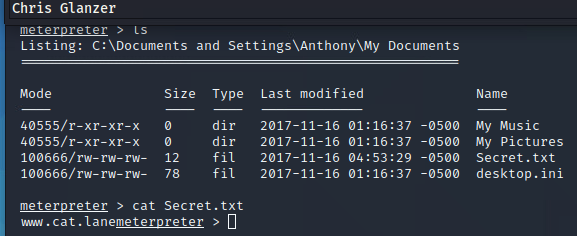 Chris Glanzer
meterpreter > ls
Listing: C:\Documents and Settings\Anthony\My Documents
=======================================================
Mode Size Type Last modified Name
---- ---- ---- ------------- ----
40555/r-xr-xr-x 0 dir 2017-11-16 01:16:37 -0500 My Music
40555/r-xr-xr-x 0 dir 2017-11-16 01:16:37 -0500 My Pictures
100666/rw-rw-rw- 12 fil 2017-11-16 04:53:29 -0500 Secret.txt
100666/rw-rw-rw- 78 fil 2017-11-16 01:16:37 -0500 desktop.ini
meterpreter > cat Secret.txt
www.cat.lanemeterpreter >